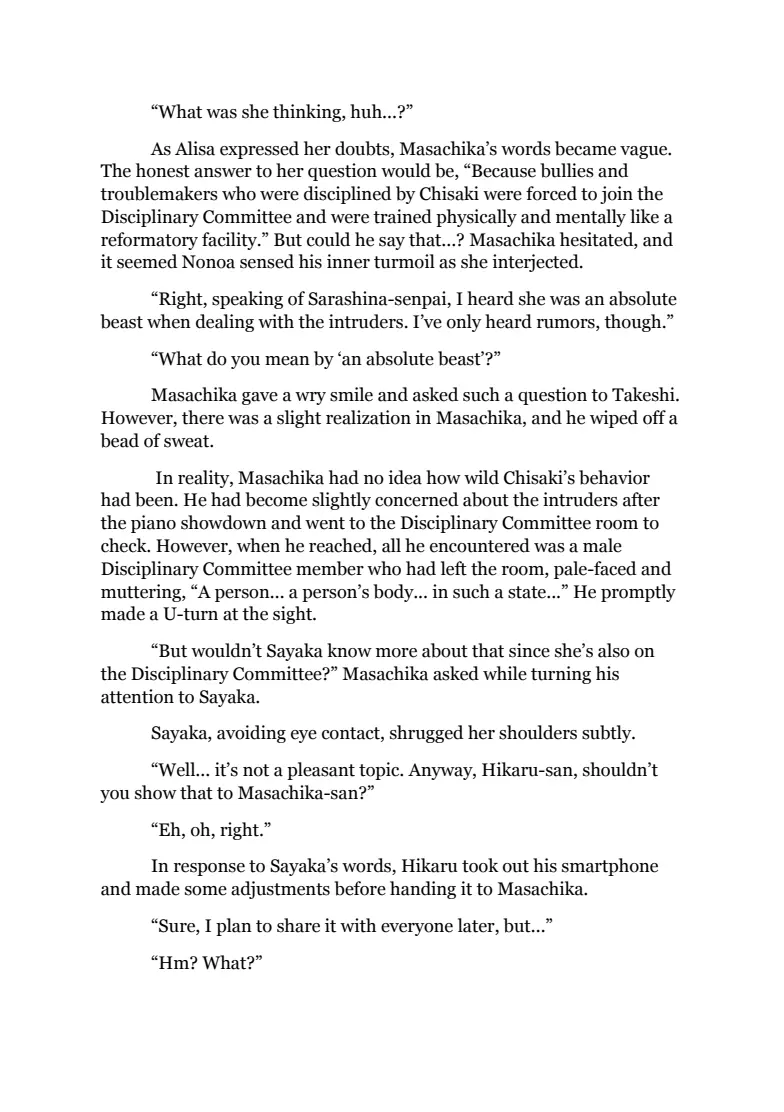 “What was she thinking, huh...?”
As Alisa expressed her doubts, Masachika’s words became vague.
The honest answer to her question would be, “Because bullies and
troublemakers who were disciplined by Chisaki were forced to join the
Disciplinary Committee and were trained physically and mentally like a
reformatory facility.” But could he say that...? Masachika hesitated, and
it seemed Nonoa sensed his inner turmoil as she interjected.
“Right, speaking of Sarashina-senpai, I heard she was an absolute
beast when dealing with the intruders. I’ve only heard rumors, though.”
“What do you mean by ‘an absolute beast’?”
Masachika gave a wry smile and asked such a question to Takeshi.
However, there was a slight realization in Masachika, and he wiped off a
bead of sweat.
In reality, Masachika had no idea how wild Chisaki’s behavior
had been. He had become slightly concerned about the intruders after
the piano showdown and went to the Disciplinary Committee room to
check. However, when he reached, all he encountered was a male
Disciplinary Committee member who had left the room, pale-faced and
muttering, “A person... a person’s body... in such a state...” He promptly
made a U-turn at the sight.
“But wouldn’t Sayaka know more about that since she’s also on
the Disciplinary Committee?” Masachika asked while turning his
attention to Sayaka.
Sayaka, avoiding eye contact, shrugged her shoulders subtly.
“Well... it’s not a pleasant topic. Anyway, Hikaru-san, shouldn’t
you show that to Masachika-san?”
“Eh, oh, right.”
In response to Sayaka’s words, Hikaru took out his smartphone
and made some adjustments before handing it to Masachika.
“Sure, I plan to share it with everyone later, but...”
“Hm? What?”